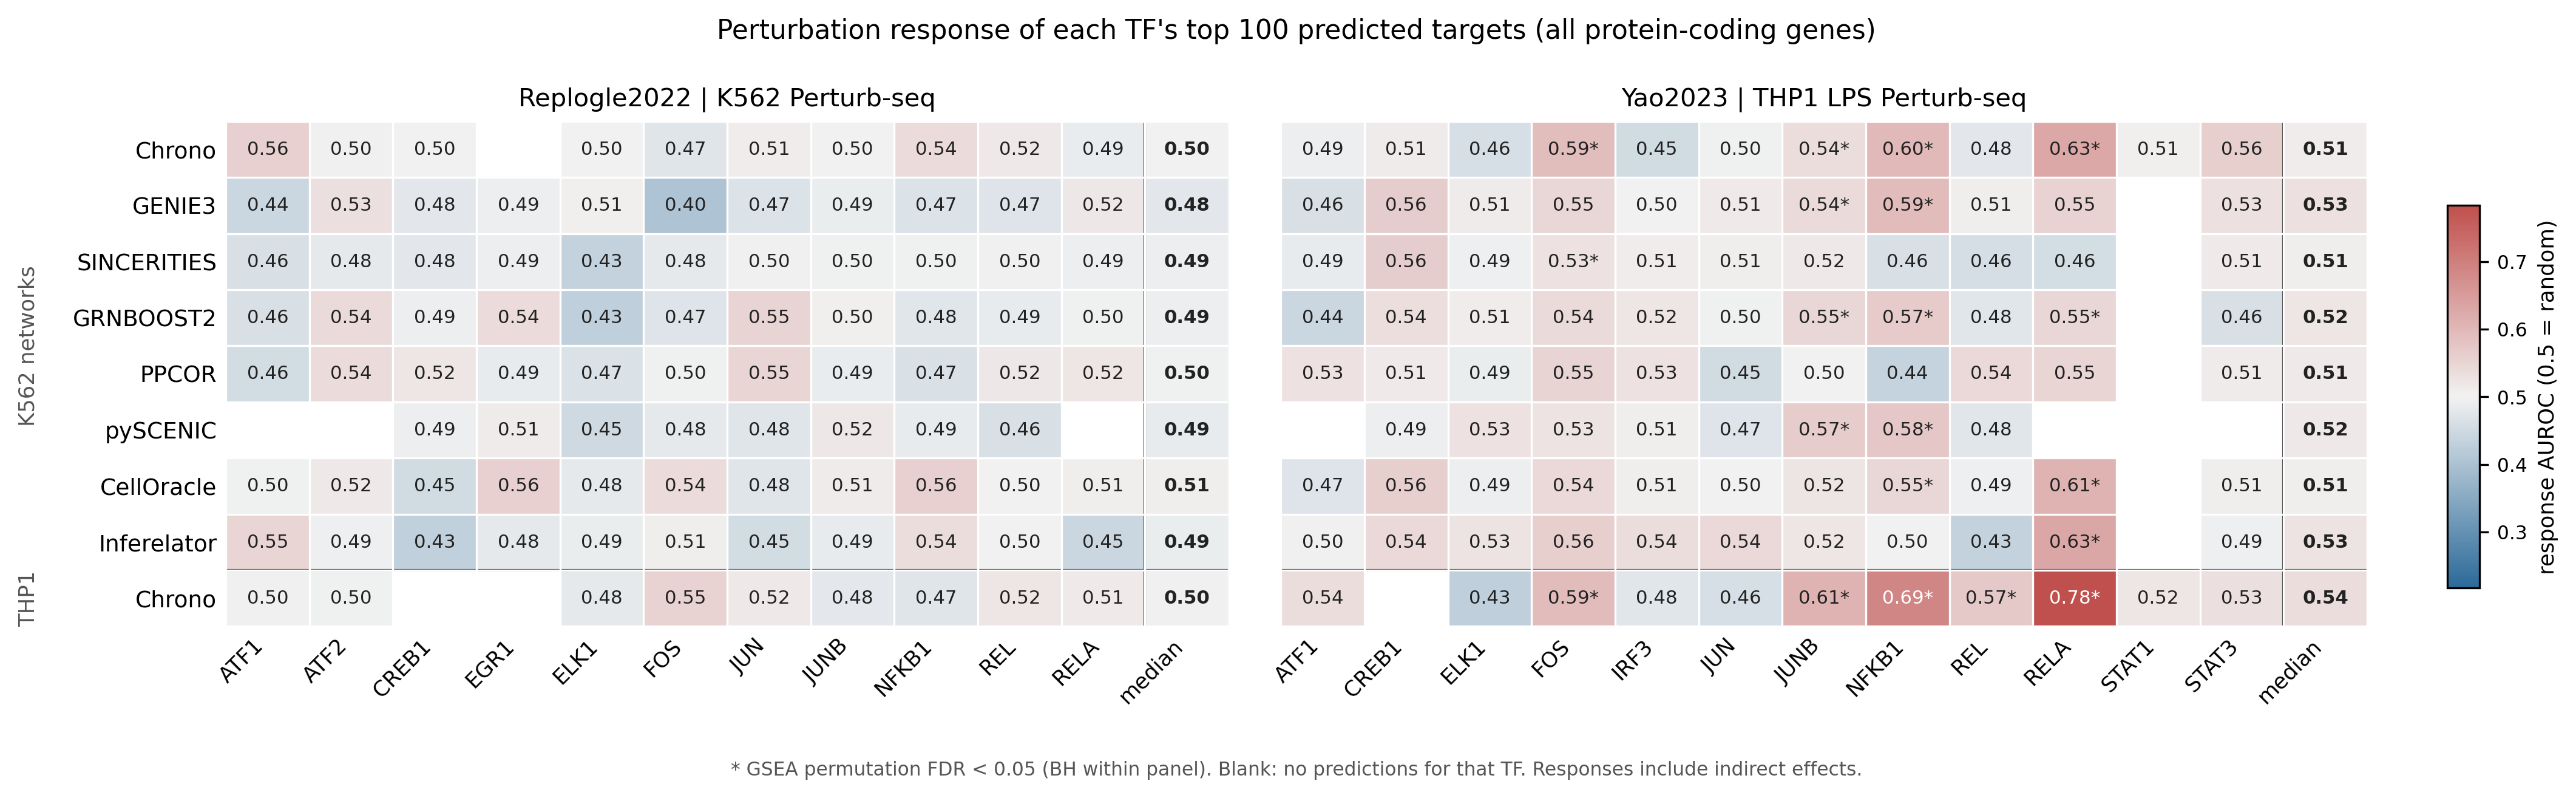 Perturbation response of each TF's top 100 predicted targets (all protein-coding genes)
Replogle2022 | K562 Perturb-seq
Yao2023 | THP1 LPS Perturb-seq
K562 networks
THP1
Chrono 0.56 0.50 0.50 0.50 0.47 0.51 0.50 0.54 0.52 0.49 0.50 0.49 0.51 0.46 0.59* 0.45 0.50 0.54* 0.60* 0.48 0.63* 0.51 0.56 0.51
GENIE3 0.44 0.53 0.48 0.49 0.51 0.40 0.47 0.49 0.47 0.47 0.52 0.48 0.46 0.56 0.51 0.55 0.50 0.51 0.54* 0.59* 0.51 0.55 0.53 0.53
SINCERITIES 0.46 0.48 0.48 0.49 0.43 0.48 0.50 0.50 0.50 0.50 0.49 0.49 0.49 0.56 0.49 0.53* 0.51 0.51 0.52 0.46 0.46 0.46 0.51 0.51
GRNBOOST2 0.46 0.54 0.49 0.54 0.43 0.47 0.55 0.50 0.48 0.49 0.50 0.49 0.44 0.54 0.51 0.54 0.52 0.50 0.55* 0.57* 0.48 0.55* 0.46 0.52
PPCOR 0.46 0.54 0.52 0.49 0.47 0.50 0.55 0.49 0.47 0.52 0.52 0.50 0.53 0.51 0.49 0.55 0.53 0.45 0.50 0.44 0.54 0.55 0.51 0.51
pySCENIC 0.49 0.51 0.45 0.48 0.48 0.52 0.49 0.46 0.49 0.49 0.53 0.53 0.51 0.47 0.57* 0.58* 0.48 0.52
CellOracle 0.50 0.52 0.45 0.56 0.48 0.54 0.48 0.51 0.56 0.50 0.51 0.51 0.47 0.56 0.49 0.54 0.51 0.50 0.52 0.55* 0.49 0.61* 0.51 0.51
Inferelator 0.55 0.49 0.43 0.48 0.49 0.51 0.45 0.49 0.54 0.50 0.45 0.49 0.50 0.54 0.53 0.56 0.54 0.54 0.52 0.50 0.43 0.63* 0.49 0.53
Chrono 0.50 0.50 0.48 0.55 0.52 0.48 0.47 0.52 0.51 0.50 0.54 0.43 0.59* 0.48 0.46 0.61* 0.69* 0.57* 0.78* 0.52 0.53 0.54
ATF1 ATF2 CREB1 EGR1 ELK1 FOS JUN JUNB NFKB1 REL RELA median ATF1 CREB1 ELK1 FOS IRF3 JUN JUNB NFKB1 REL RELA STAT1 STAT3 median
0.7
0.6
0.5
0.4
0.3
response AUROC (0.5 = random)
* GSEA permutation FDR < 0.05 (BH within panel). Blank: no predictions for that TF. Responses include indirect effects.